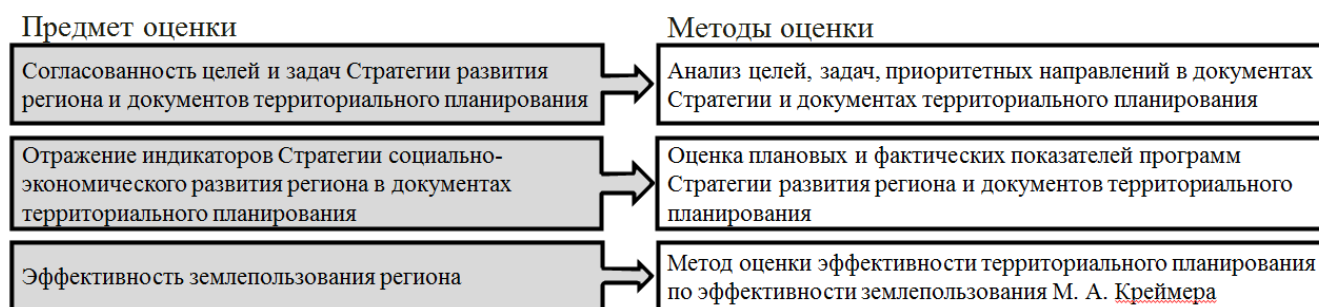 Предмет оценки
Методы оценки
Согласованность целей и задач Стратегии развития
региона и документов территориального планирования
Анализ целей, задач, приоритетных направлений в документах
Стратегии и документах территориального планирования
Отражение индикаторов Стратегии социально-
экономического развития региона в документах
территориального планирования
Оценка плановых и фактических показателей программ
Стратегии развития региона и документов территориального
планирования
Эффективность землепользования региона
Метод оценки эффективности территориального планирования
по эффективности землепользования М. А. Креймера